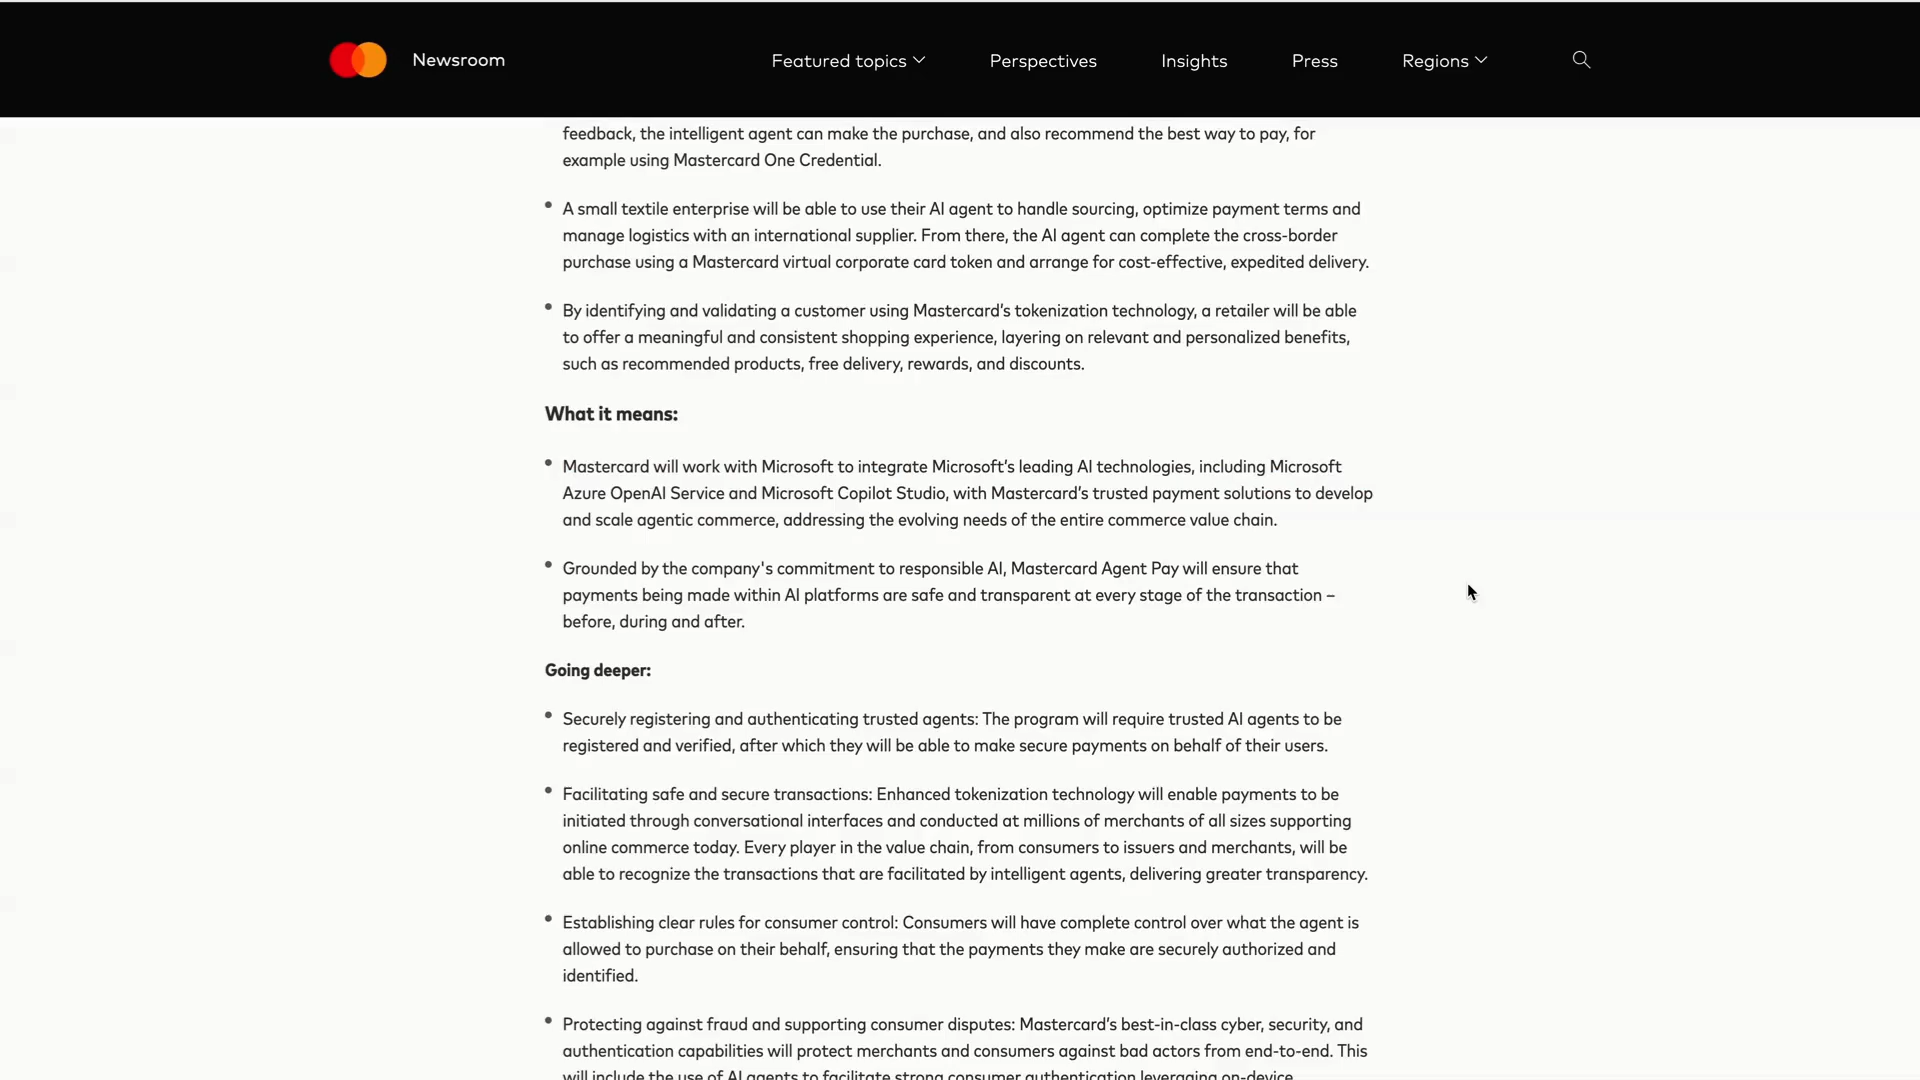 Newsroom
Featured topics
Perspectives
Insights
Press
Regions
feedback, the intelligent agent can make the purchase, and also recommend the best way to pay, for
example using Mastercard One Credential.
• A small textile enterprise will be able to use their AI agent to handle sourcing, optimize payment terms and
manage logistics with an international supplier. From there, the AI agent can complete the cross-border
purchase using a Mastercard virtual corporate card token and arrange for cost-effective, expedited delivery.
• By identifying and validating a customer using Mastercard’s tokenization technology, a retailer will be able
to offer a meaningful and consistent shopping experience, layering on relevant and personalized benefits,
such as recommended products, free delivery, rewards, and discounts.
What it means:
• Mastercard will work with Microsoft to integrate Microsoft’s leading AI technologies, including Microsoft
Azure OpenAI Service and Microsoft Copilot Studio, with Mastercard’s trusted payment solutions to develop
and scale agentic commerce, addressing the evolving needs of the entire commerce value chain.
• Grounded by the company's commitment to responsible AI, Mastercard Agent Pay will ensure that
payments being made within AI platforms are safe and transparent at every stage of the transaction –
before, during and after.
Going deeper:
• Securely registering and authenticating trusted agents: The program will require trusted AI agents to be
registered and verified, after which they will be able to make secure payments on behalf of their users.
• Facilitating safe and secure transactions: Enhanced tokenization technology will enable payments to be
initiated through conversational interfaces and conducted at millions of merchants of all sizes supporting
online commerce today. Every player in the value chain, from consumers to issuers and merchants, will be
able to recognize the transactions that are facilitated by intelligent agents, delivering greater transparency.
• Establishing clear rules for consumer control: Consumers will have complete control over what the agent is
allowed to purchase on their behalf, ensuring that the payments they make are securely authorized and
identified.
• Protecting against fraud and supporting consumer disputes: Mastercard’s best-in-class cyber, security, and
authentication capabilities will protect merchants and consumers against bad actors from end-to-end. This
will include the use of AI agents to facilitate strong consumer authentication leveraging on-device